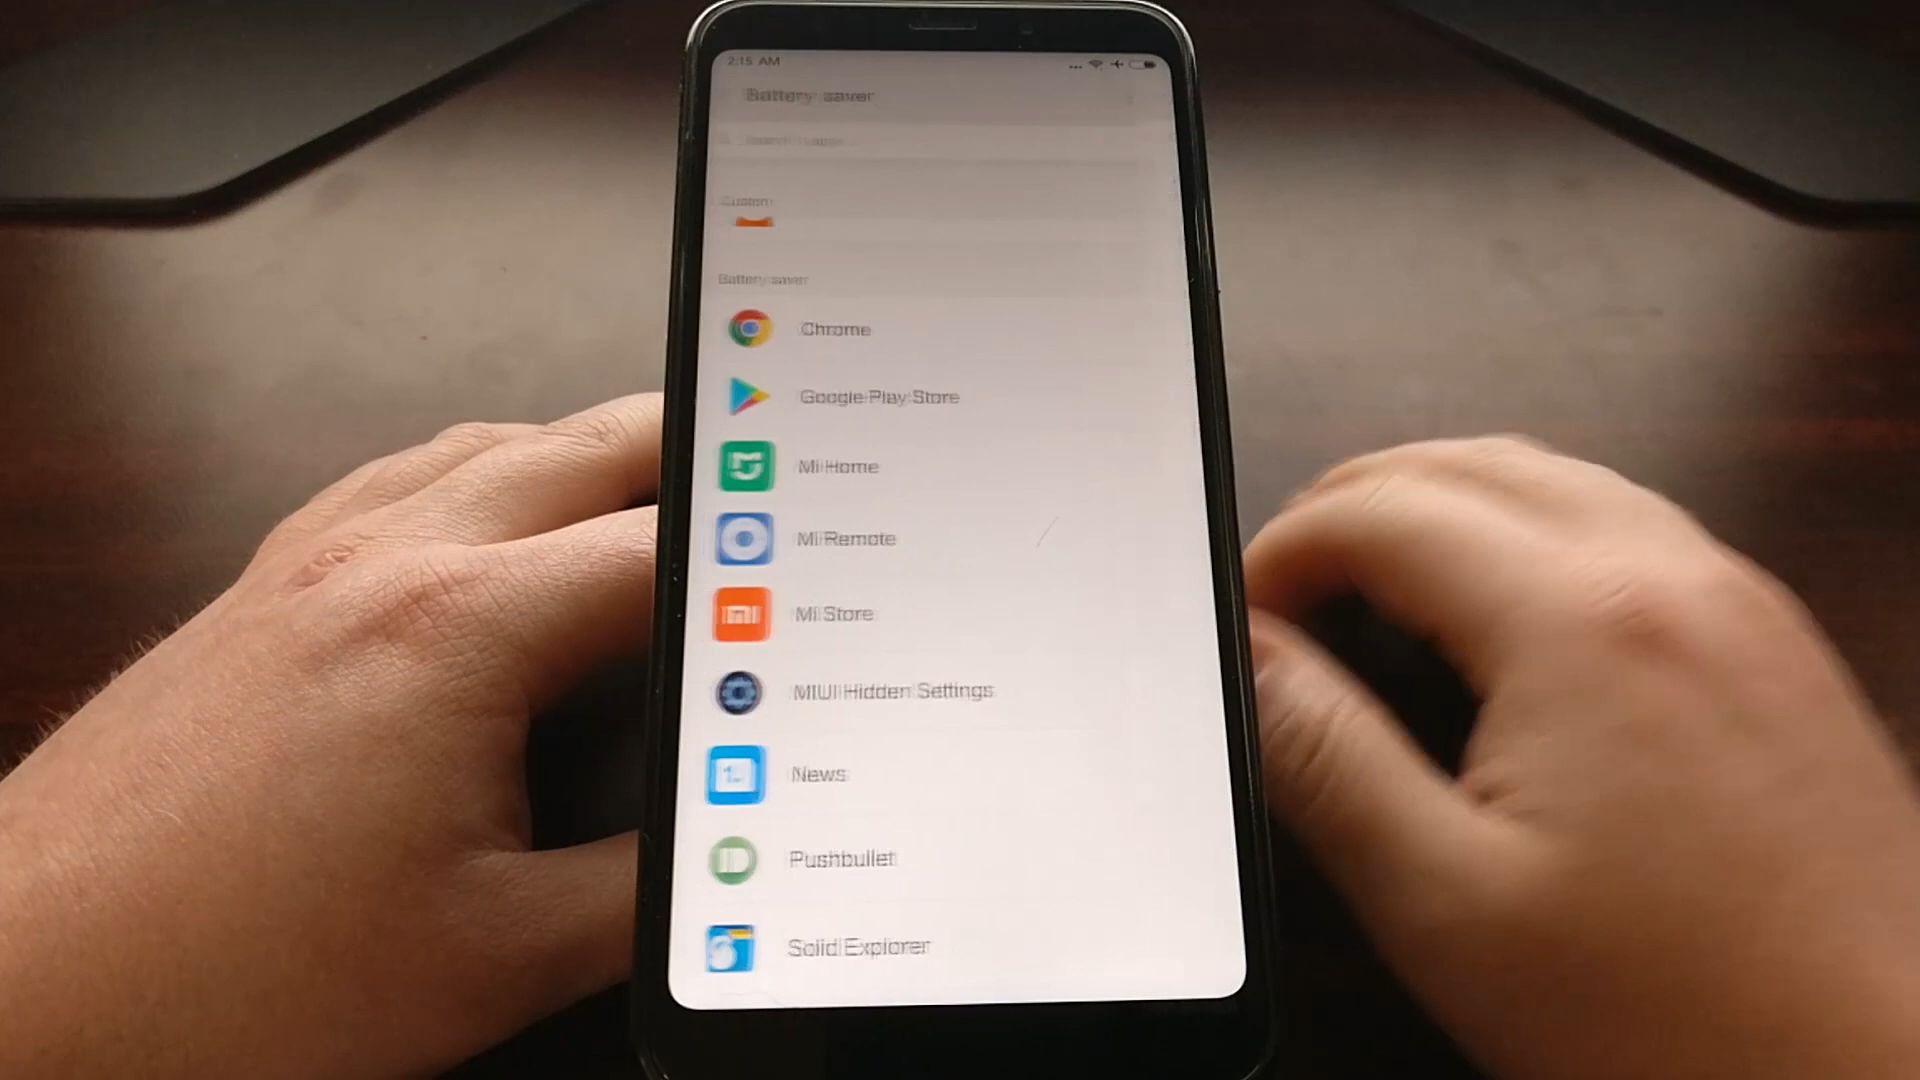 2:15 AM
Battery saver
Custom
Battery saver
Chrome
Google Play Store
Mi Home
Mi Remote
Mi Store
MIUI Hidden Settings
News
Pushbullet
Solid Explorer